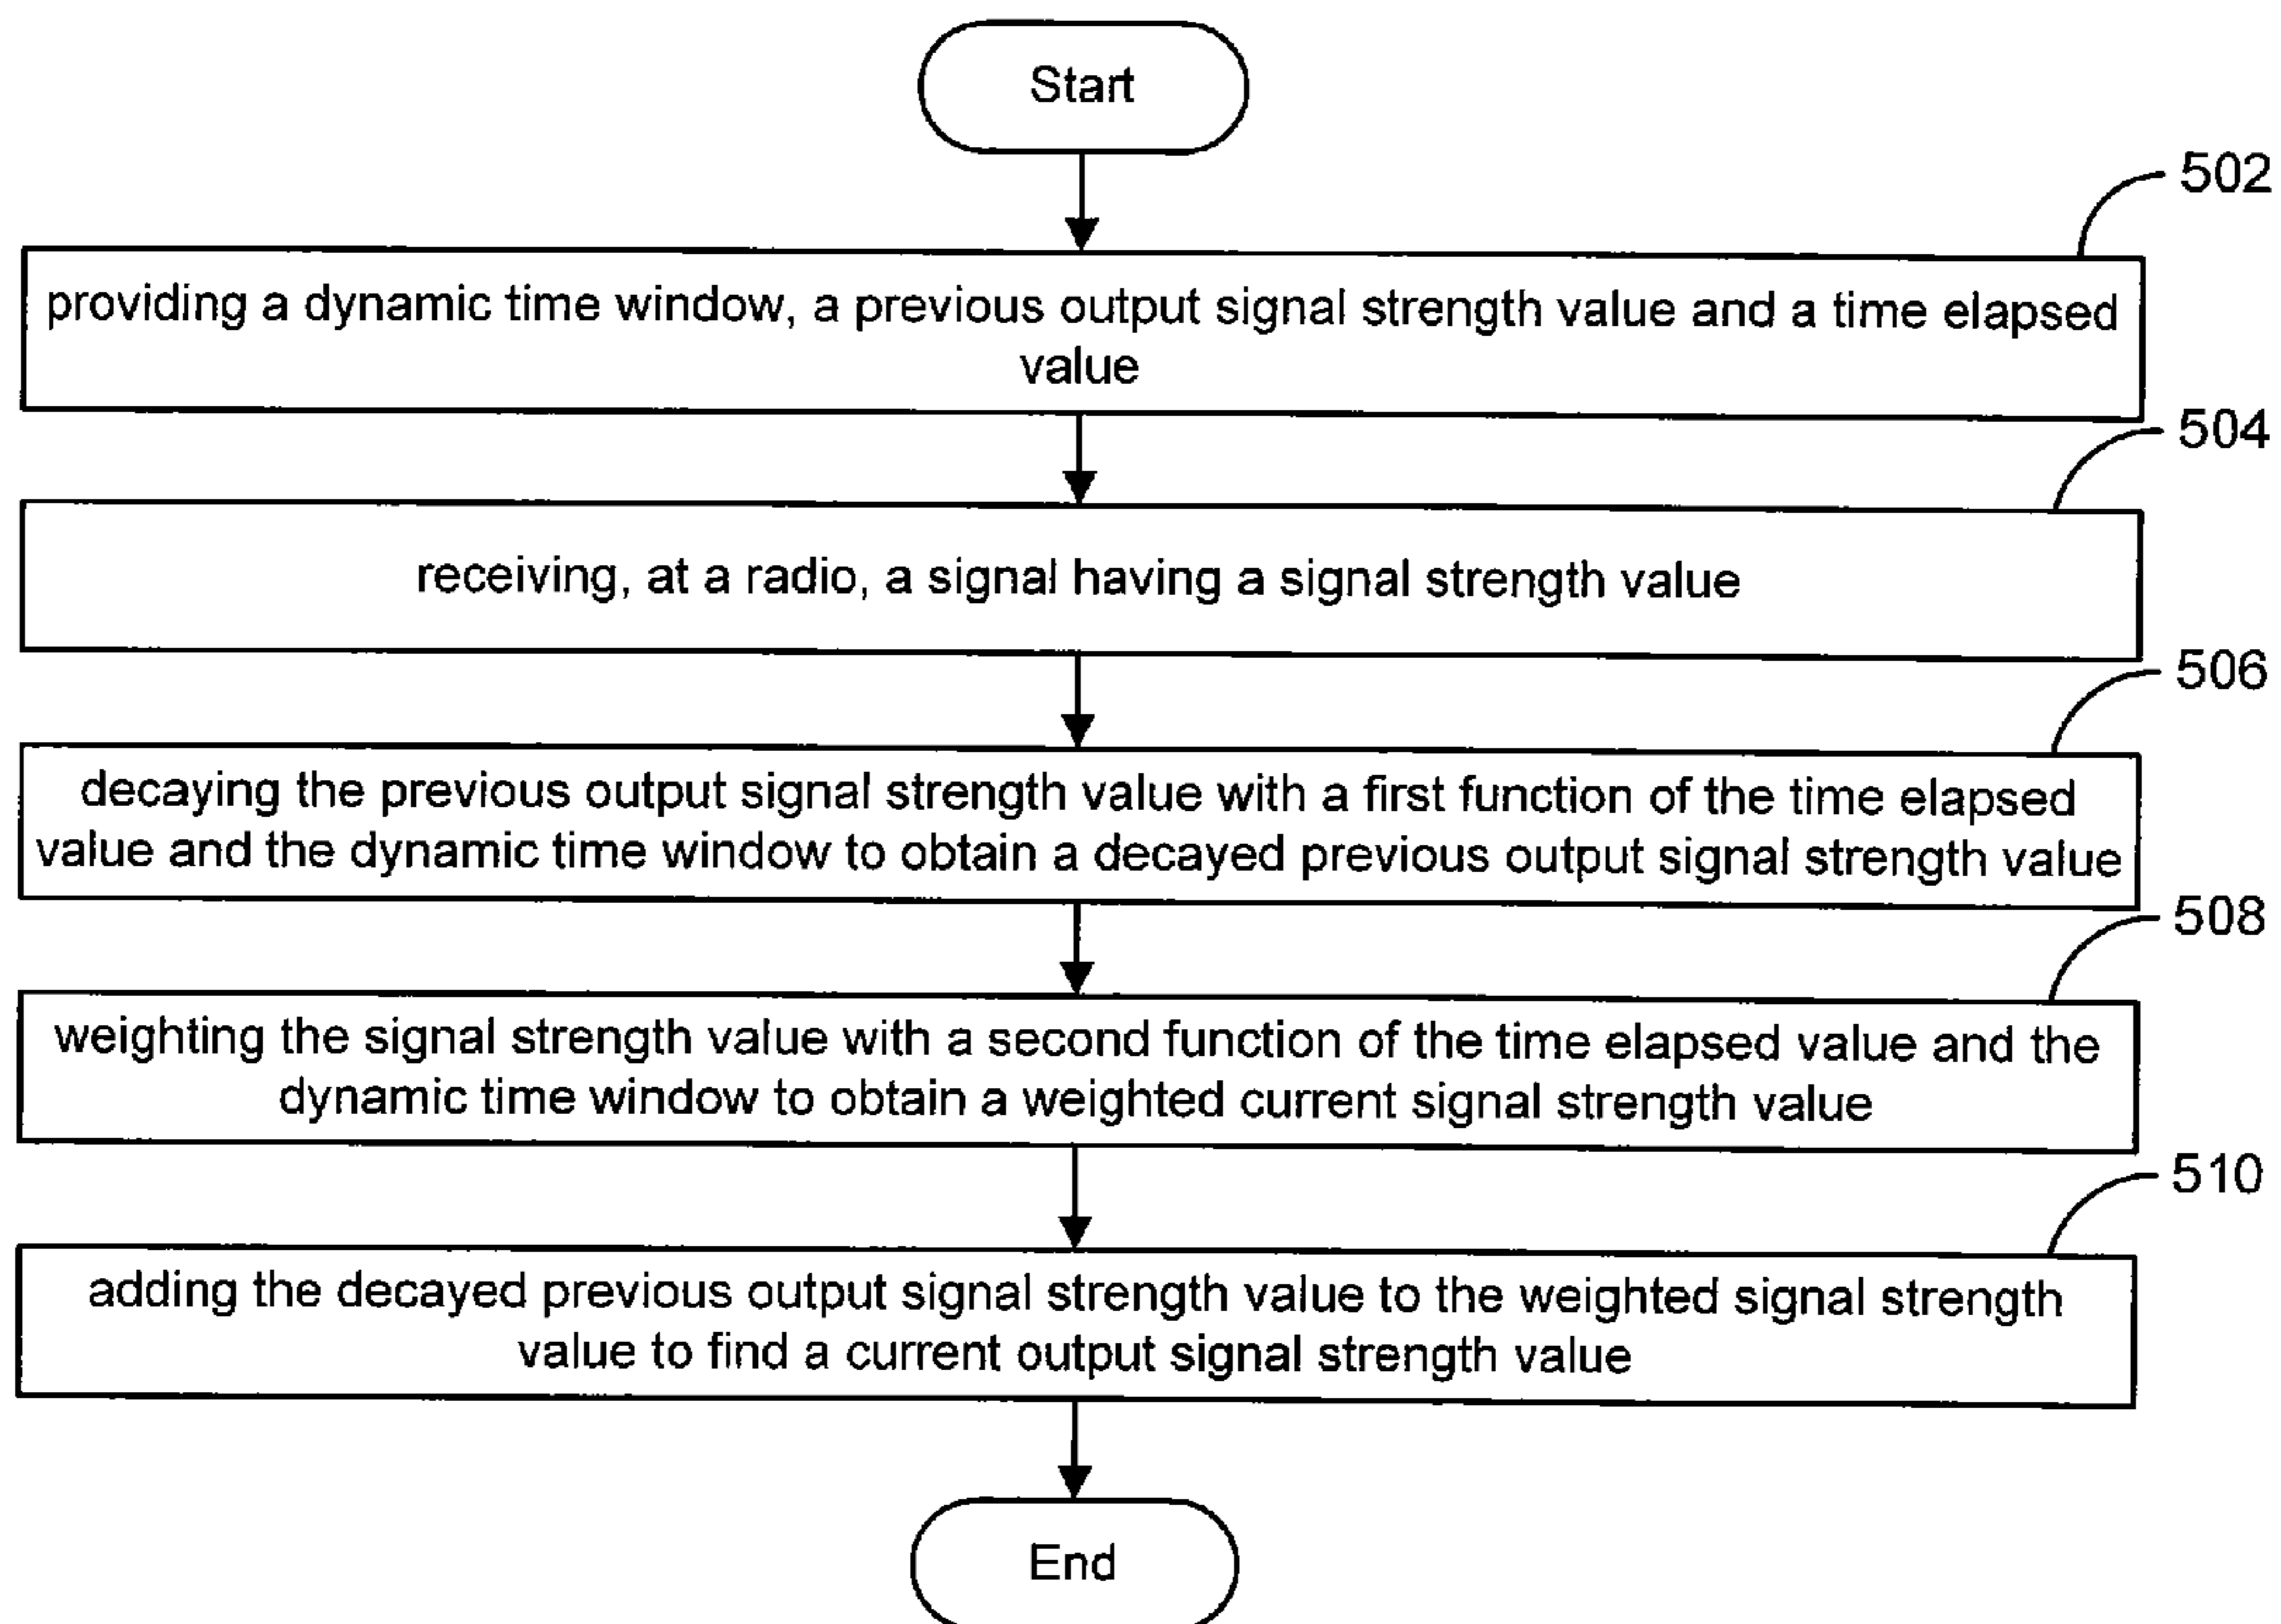 Start
502
providing a dynamic time window, a previous output signal strength value and a time elapsed
value
504
receiving, at a radio, a signal having a signal strength value
506
decaying the previous output signal strength value with a first function of the time elapsed
value and the dynamic time window to obtain a decayed previous output signal strength value
508
weighting the signal strength value with a second function of the time elapsed value and the
dynamic time window to obtain a weighted current signal strength value
510
adding the decayed previous output signal strength value to the weighted signal strength
value to find a current output signal strength value
End